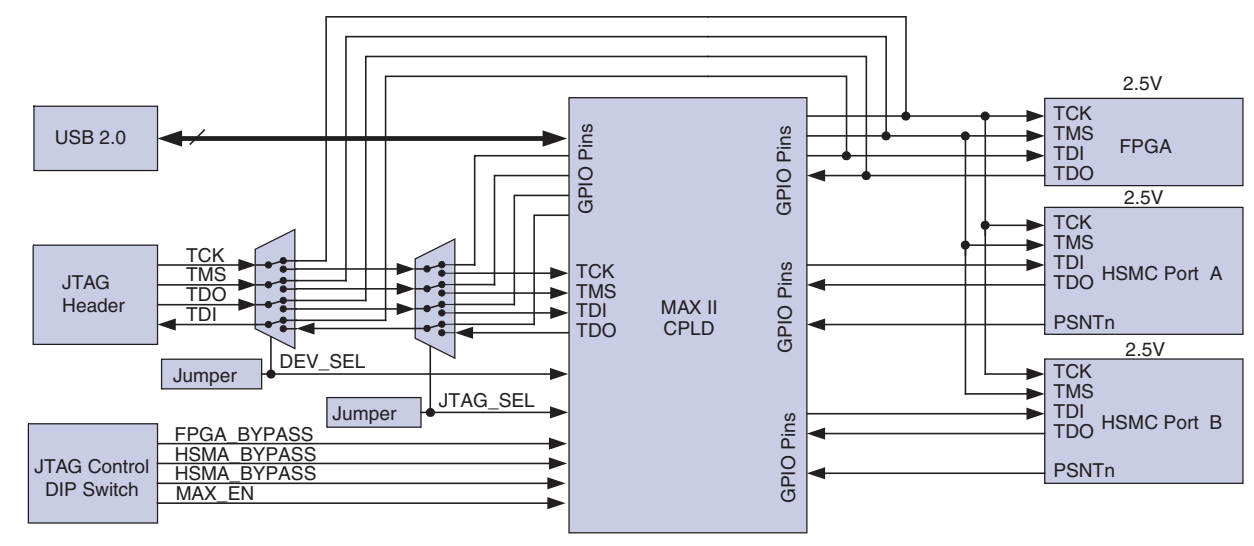 USB 2.0
JTAG
Header
TCK
TMS
TDO
TDI
Jumper
DEV_SEL
Jumper
JTAG_SEL
JTAG Control
DIP Switch
FPGA_BYPASS
HSMA_BYPASS
HSMA_BYPASS
MAX_EN
GPIO Pins
TCK
TMS
TDI
TDO
MAX II
CPLD
GPIO Pins
GPIO Pins
GPIO Pins
2.5V
TCK
TMS
TDI
TDO
FPGA
2.5V
TCK
TMS
TDI
TDO
HSMC Port A
PSNTn
2.5V
TCK
TMS
TDI
TDO
HSMC Port B
PSNTn